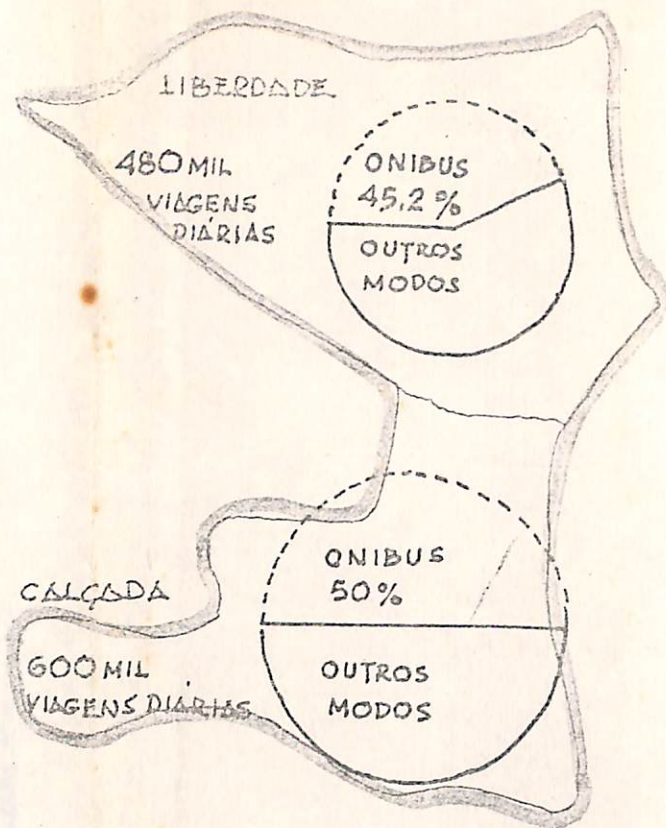 LIBERDADE
480 MIL
VIAGENS
DIÁRIAS
ONIBUS
45,2 %
OUTROS
MODOS
ONIBUS
50%
CALÇADA
600 MIL
VIAGENS DIÁRIAS
OUTROS
MODOS